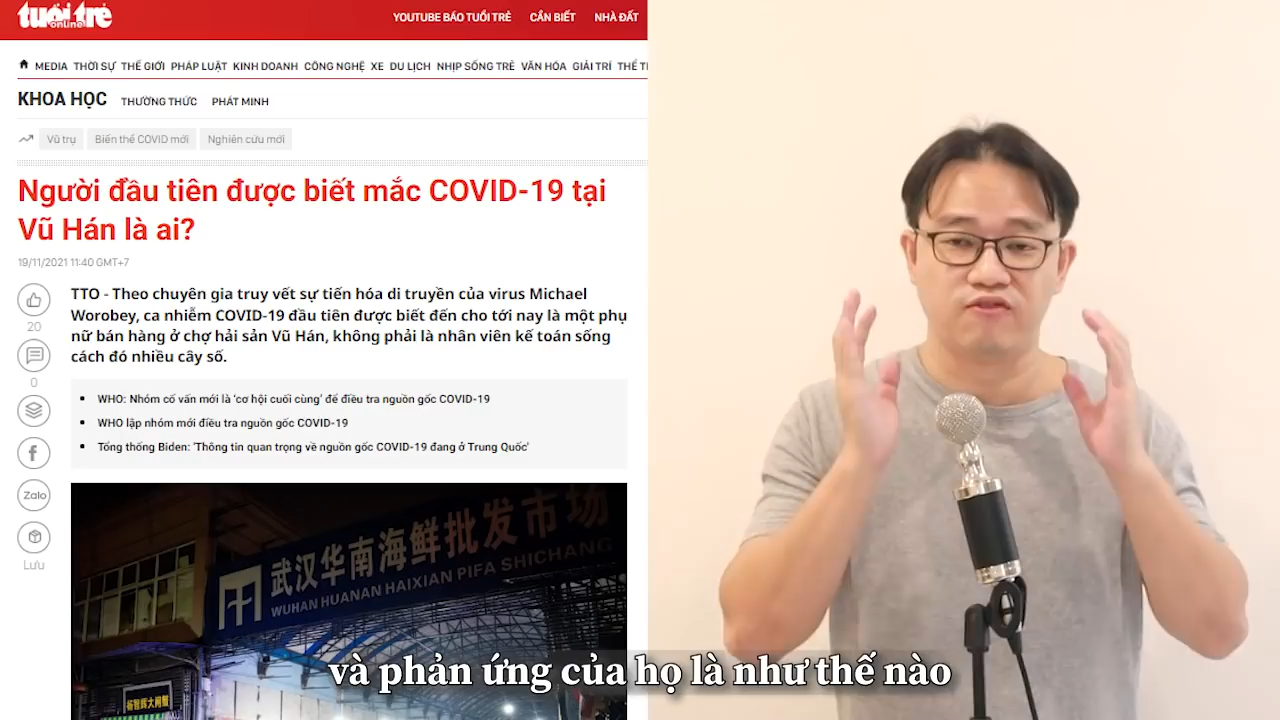 tuổi trẻ
online
YOUTUBE BÁO TUỔI TRẺ CẦN BIẾT NHÀ ĐẤT
MEDIA THỜI SỰ THẾ GIỚI PHÁP LUẬT KINH DOANH CÔNG NGHỆ XE DU LỊCH NHỊP SỐNG TRẺ VĂN HÓA GIẢI TRÍ THỂ
KHOA HỌC THƯỜNG THỨC PHÁT MINH
Vũ trụ Biến thể COVID mới Nghiên cứu mới
Người đầu tiên được biết mắc COVID-19 tại
Vũ Hán là ai?
19/11/2021 11:40 GMT+7
TTO - Theo chuyên gia truy vết sự tiến hóa di truyền của virus Michael
Worobey, ca nhiễm COVID-19 đầu tiên được biết đến cho tới nay là một phụ
nữ bán hàng ở chợ hải sản Vũ Hán, không phải là nhân viên kế toán sống
cách đó nhiều cây số.
20
0
Zalo
Lưu
WHO: Nhóm cố vấn mới là 'cơ hội cuối cùng' để điều tra nguồn gốc COVID-19
WHO lập nhóm mới điều tra nguồn gốc COVID-19
Tổng thống Biden: 'Thông tin quan trọng về nguồn gốc COVID-19 đang ở Trung Quốc'
武汉华南海鲜批发市场
WUHAN HUANAN HAIXIAN PIFA SHICHANG
và phản ứng của họ là như thế nào